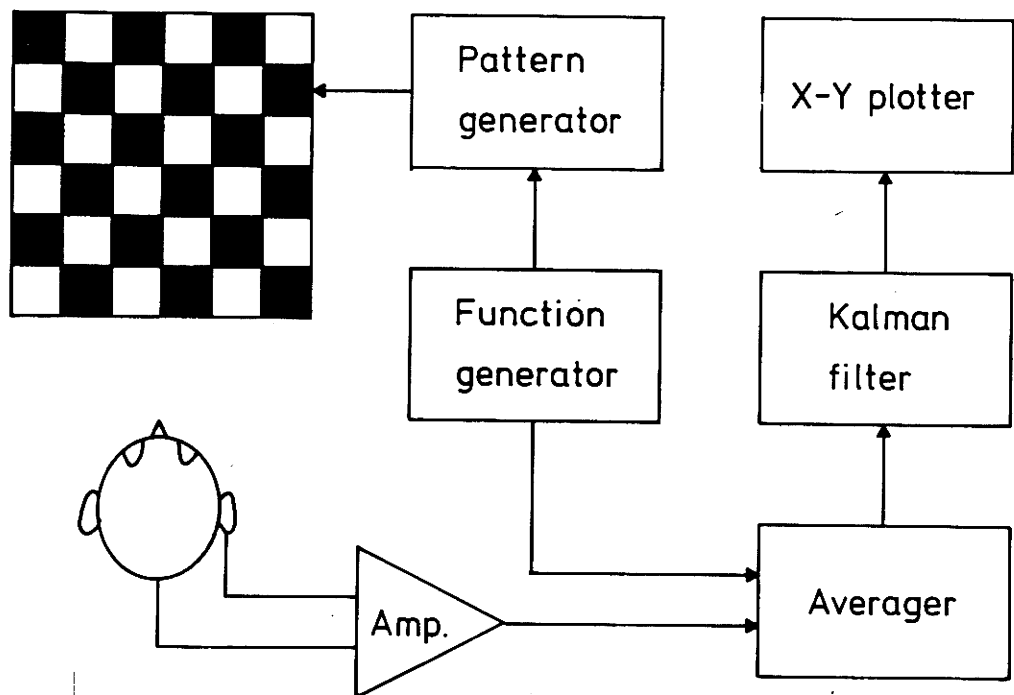 Pattern
generator
X-Y plotter
Function
generator
Kalman
filter
Amp.
Averager